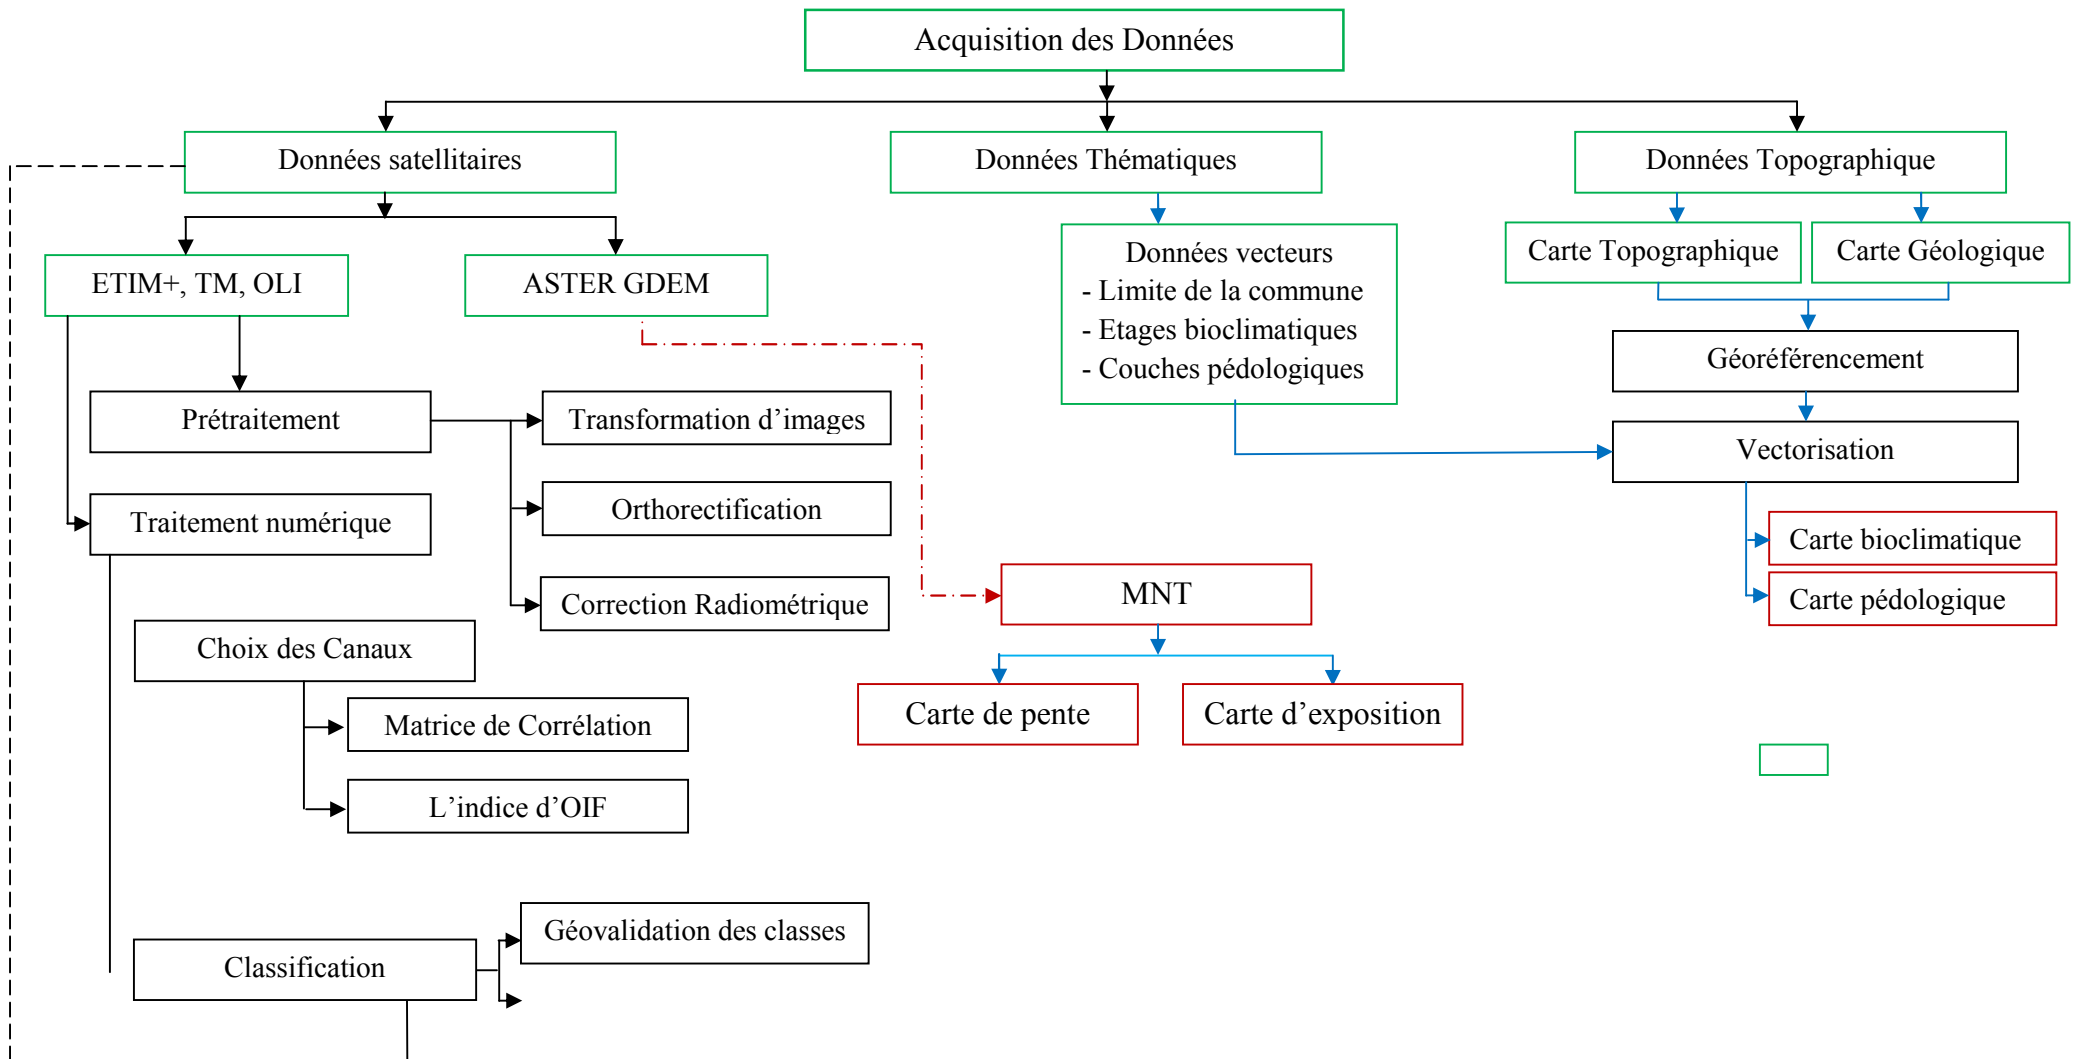 Acquisition des Données
Données satellitaires
Données Thématiques
Données Topographique
ETIM+, TM, OLI
ASTER GDEM
Données vecteurs
- Limite de la commune
- Etages bioclimatiques
- Couches pédologiques
Carte Topographique
Carte Géologique
Géoréférencement
Vectorisation
Carte bioclimatique
Carte pédologique
Prétraitement
Transformation d’images
Orthorectification
Correction Radiométrique
Traitement numérique
MNT
Carte de pente
Carte d’exposition
Choix des Canaux
Matrice de Corrélation
L’indice d’OIF
Géovalidation des classes
Classification